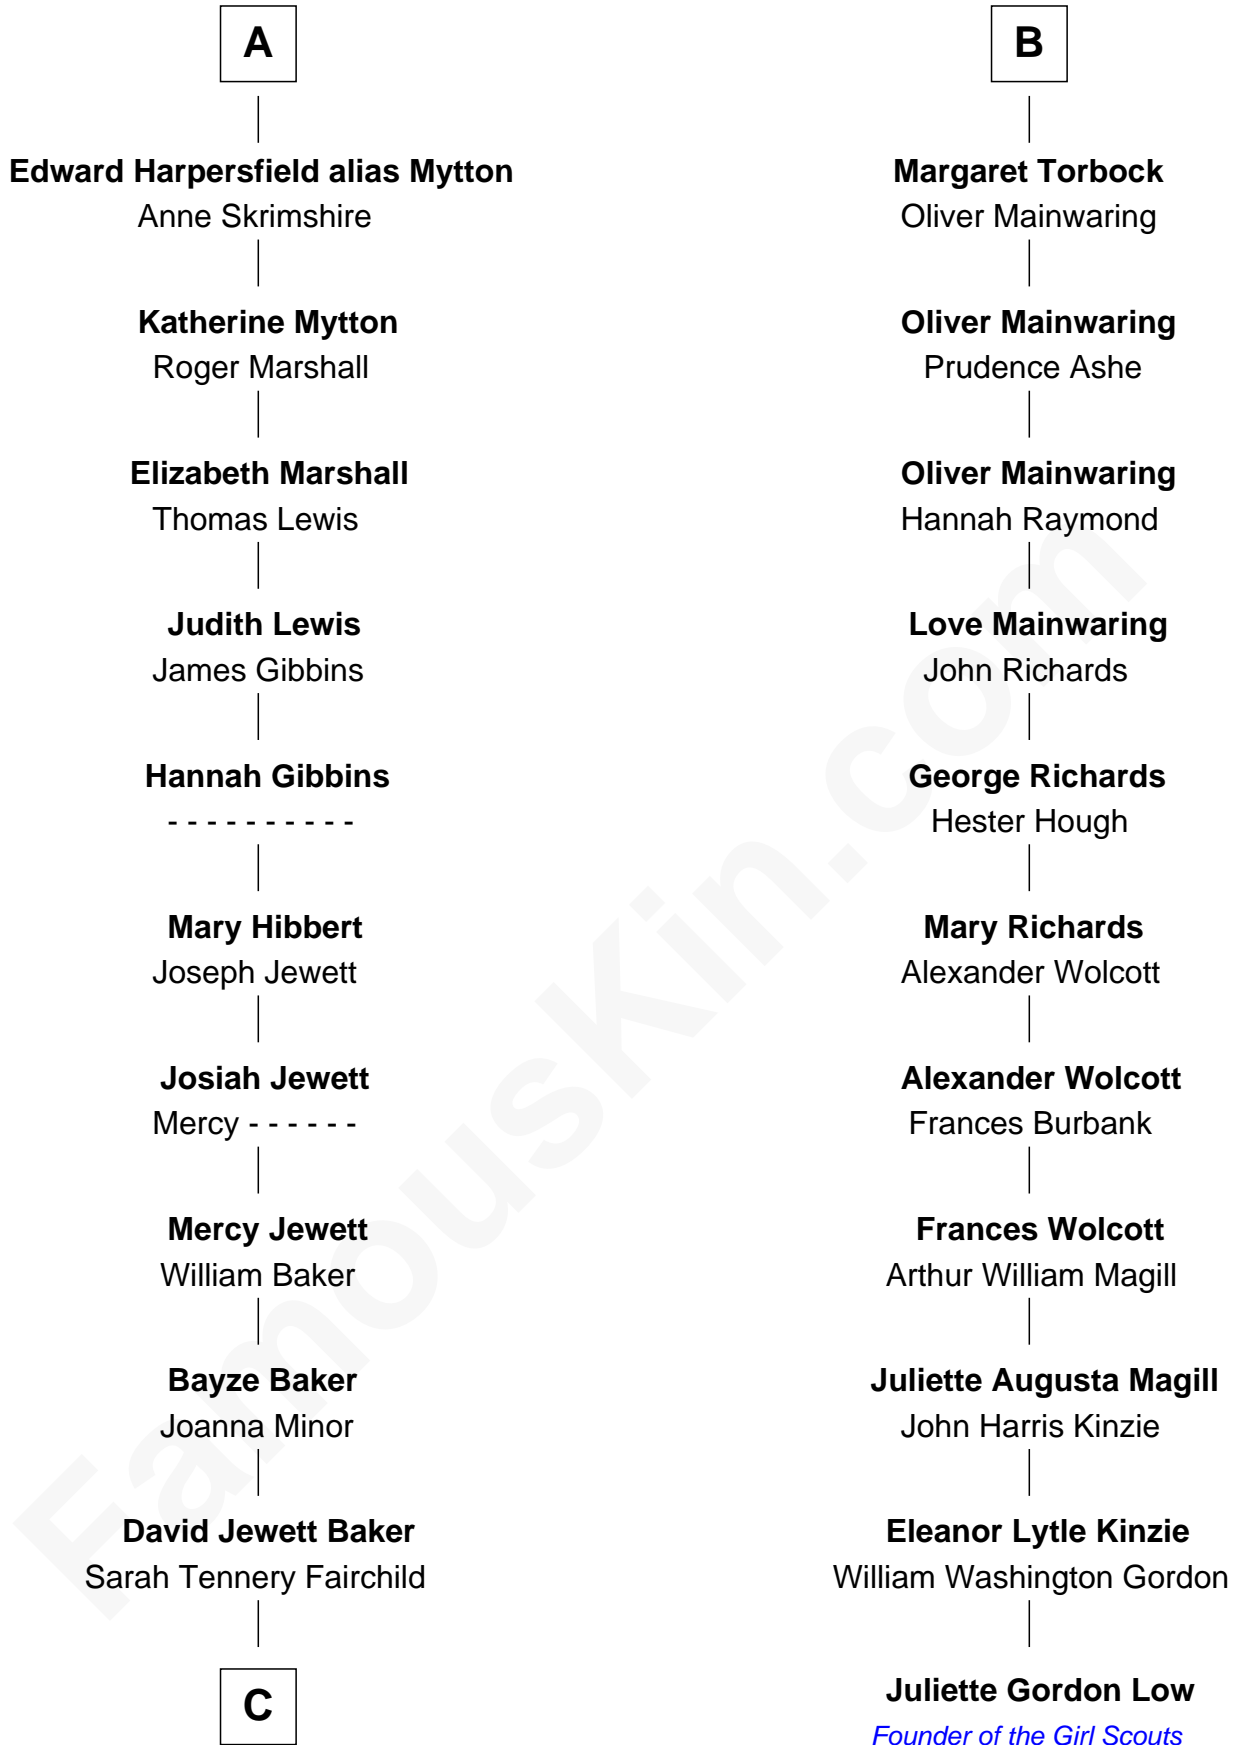 A
Edward Harpersfield alias Mytton
Anne Skrimshire
Katherine Mytton
Roger Marshall
Elizabeth Marshall
Thomas Lewis
Judith Lewis
James Gibbins
Hannah Gibbins
- - - - - - - - - -
Mary Hibbert
Joseph Jewett
Josiah Jewett
Mercy - - - - - -
Mercy Jewett
William Baker
Bayze Baker
Joanna Minor
David Jewett Baker
Sarah Tennery Fairchild
C
B
Margaret Torbock
Oliver Mainwaring
Oliver Mainwaring
Prudence Ashe
Oliver Mainwaring
Hannah Raymond
Love Mainwaring
John Richards
George Richards
Hester Hough
Mary Richards
Alexander Wolcott
Alexander Wolcott
Frances Burbank
Frances Wolcott
Arthur William Magill
Juliette Augusta Magill
John Harris Kinzie
Eleanor Lytle Kinzie
William Washington Gordon
Juliette Gordon Low
Founder of the Girl Scouts
FamousKin.com